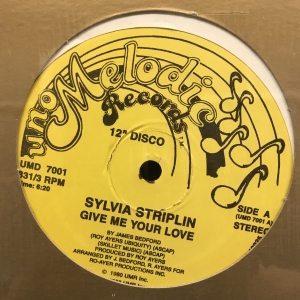 uno Melodic
Records
12" DISCO
UMD 7001
331/3 RPM
Time: 6:20
SIDE A
(UMD 7001 A)
STEREO
SYLVIA STRIPLIN
GIVE ME YOUR LOVE
BY JAMES BEDFORD
(ROY AYERS UBIQUITY) (ASCAP)
(SKILLET MUSIC) (ASCAP)
PRODUCED BY ROY AYERS
ARRANGED BY J. BEDFORD, R. AYERS FOR
RO-AYER PRODUCTIONS INC.
℗ 1980 UMR Inc.